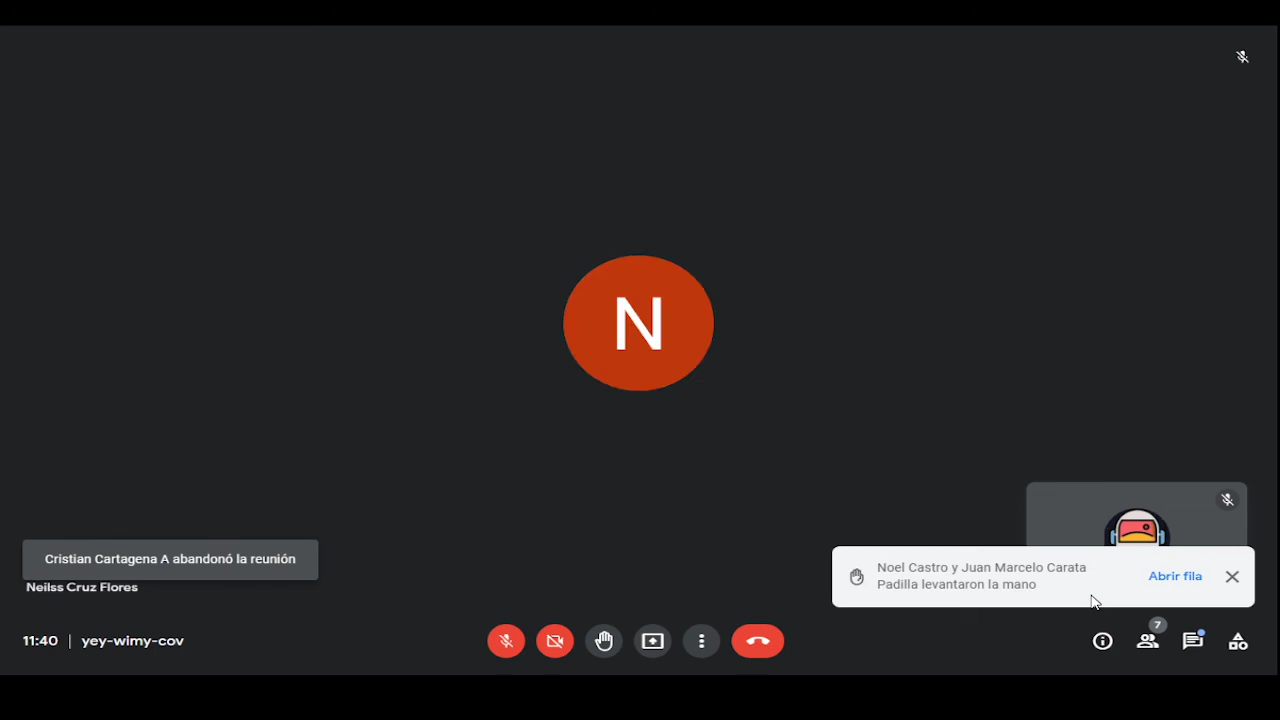 N
Cristian Cartagena A abandonó la reunión
Neilss Cruz Flores
Noel Castro y Juan Marcelo Carata
Padilla levantaron la mano
Abrir fila
11:40 | yey-wimy-cov
7